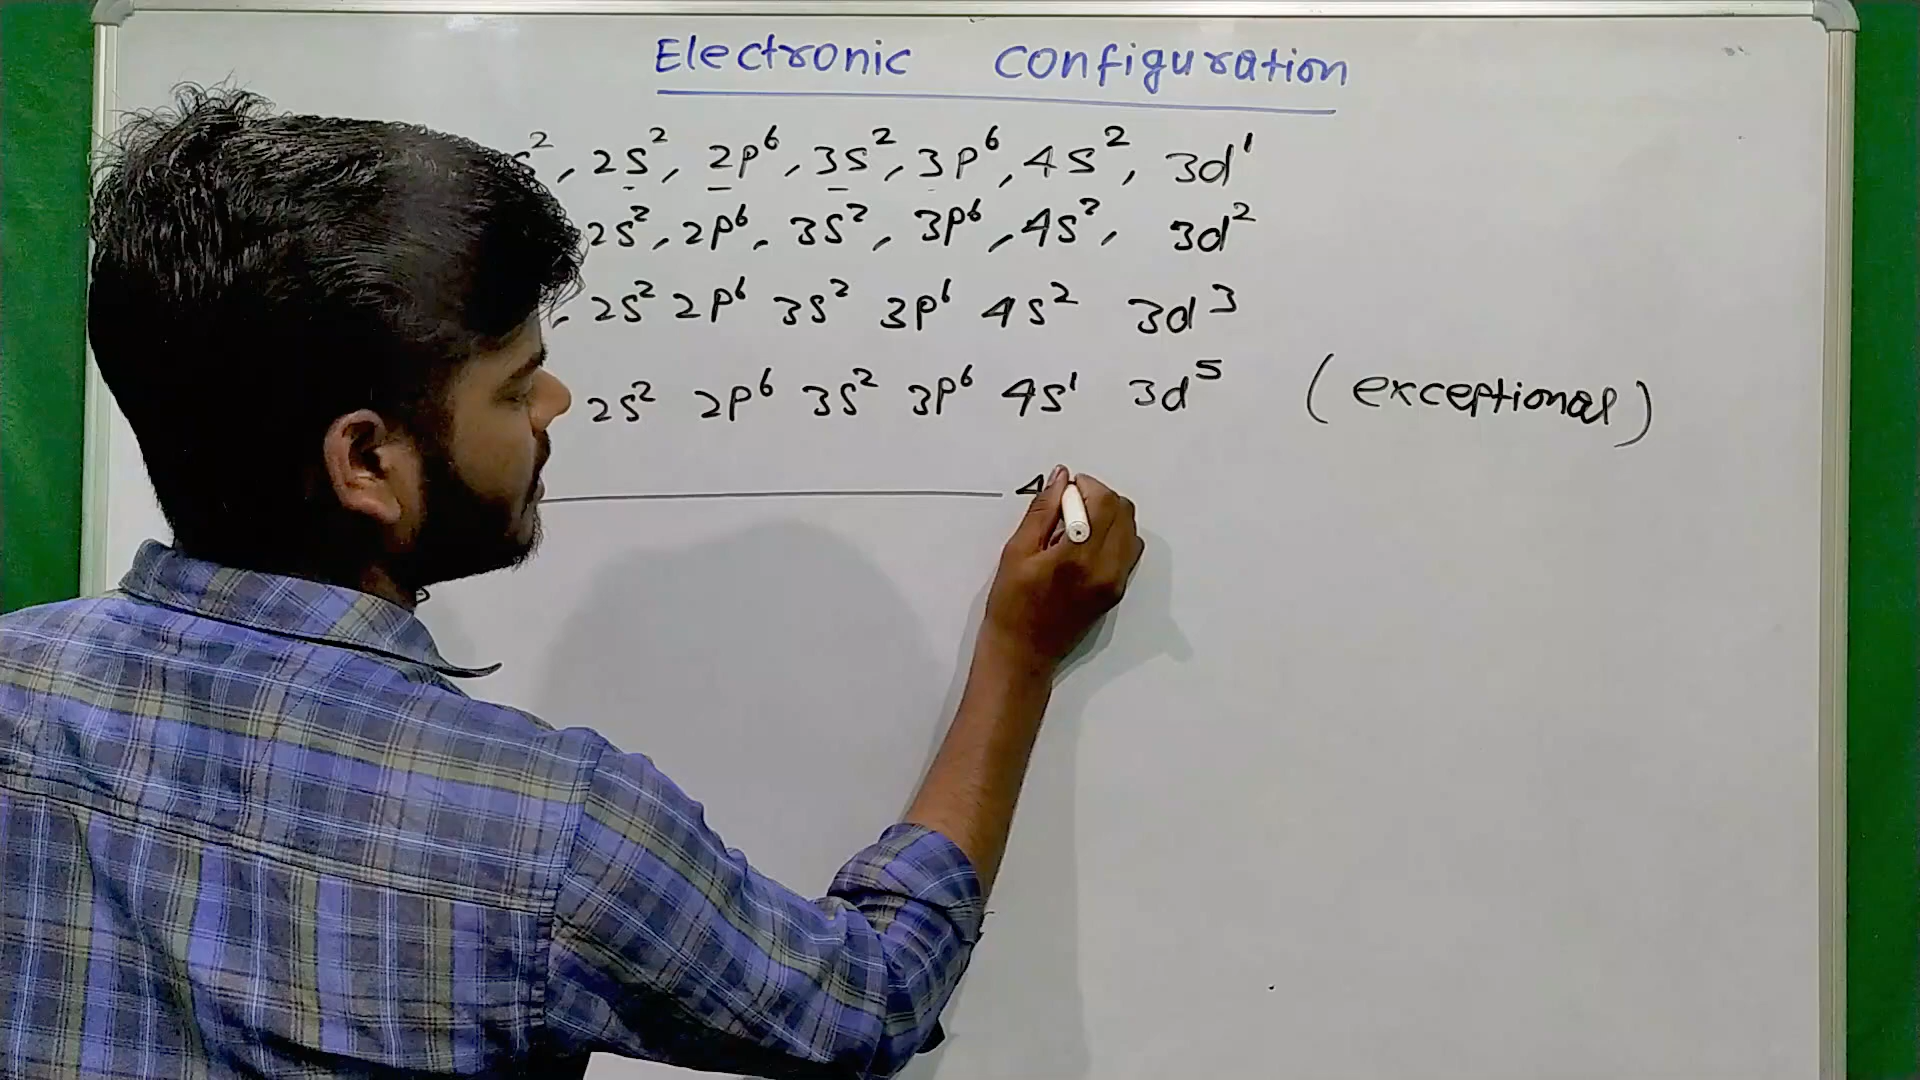 Electronic configuration
s², 2s², 2p⁶, 3s², 3p⁶, 4s², 3d¹
2s², 2p⁶, 3s², 3p⁶, 4s², 3d²
, 2s² 2p⁶ 3s² 3p⁶ 4s² 3d³
2s² 2p⁶ 3s² 3p⁶ 4s¹ 3d⁵ (exceptional)
4